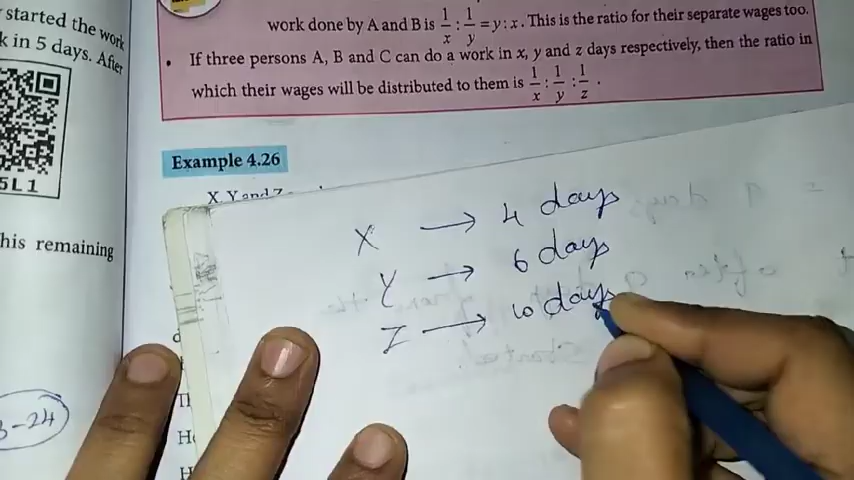 started the work
k in 5 days. After
5L1
his remaining
3-24
work done by A and B is 1/x : 1/y = y : x. This is the ratio for their separate wages too.
• If three persons A, B and C can do a work in x, y and z days respectively, then the ratio in
which their wages will be distributed to them is 1/x : 1/y : 1/z .
Example 4.26
X, Y and Z
X → 4 days
Y → 6 days
Z → 10 days